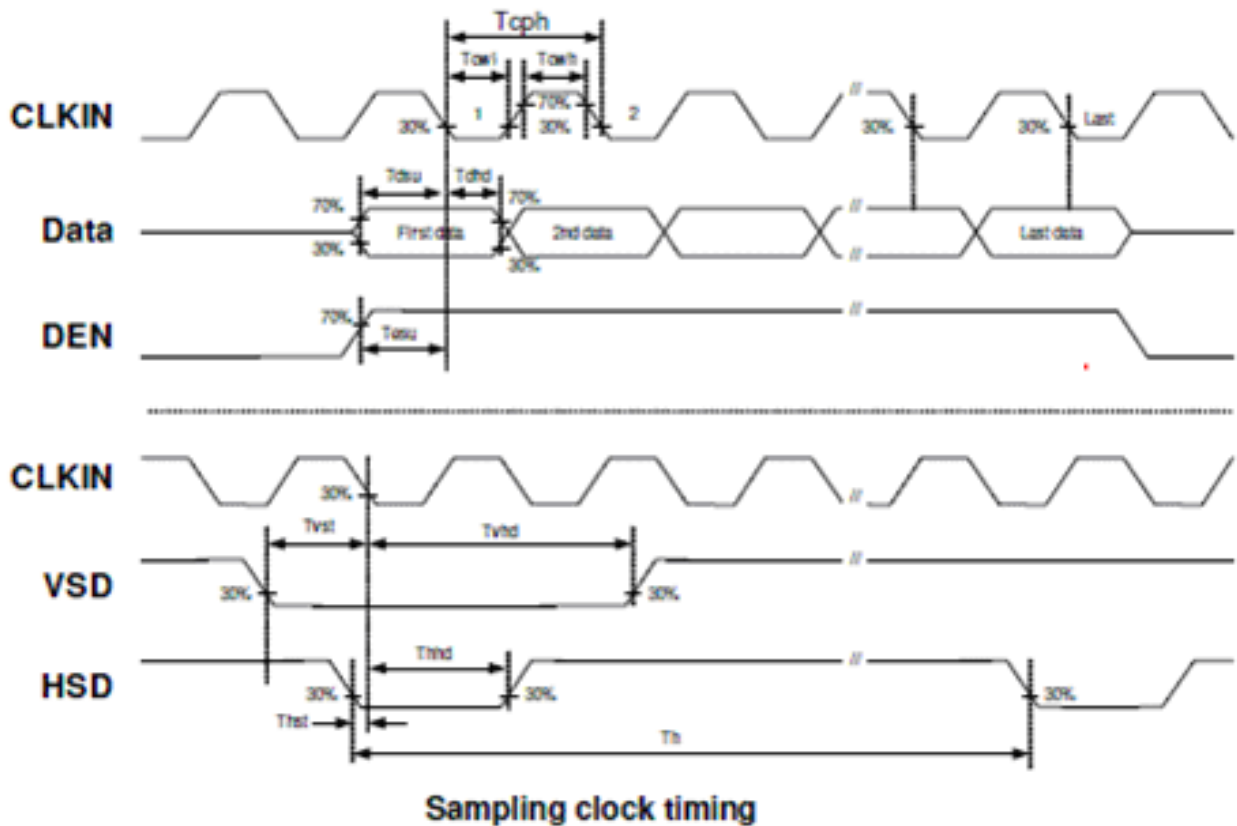 Tcph
Tcwl Tcwh
CLKIN 30% 1 70% 30% 2 30% 30% Last
Tdsu Tdhd
70% 70%
Data First data 2nd data Last data
30% 30%
70%
DEN Tesu
CLKIN
30%
Tvst Tvhd
VSD 30% 30%
Thhd
HSD 30% 30% 30%
Thst
Th
Sampling clock timing